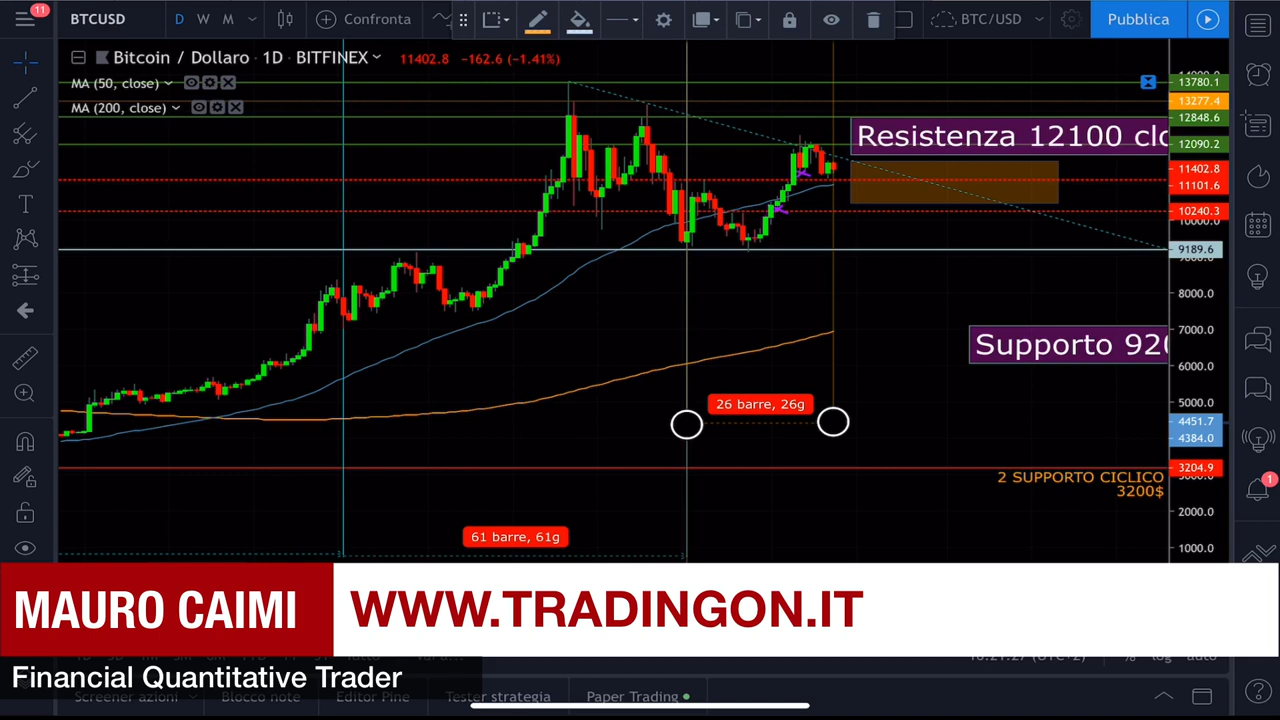 11
BTCUSD
D W M
Confronta
BTC/USD
Pubblica
Bitcoin / Dollaro · 1D · BITFINEX
11402.8 -162.6 (-1.41%)
MA (50, close)
MA (200, close)
13780.1
13277.4
12848.6
12090.2
11402.8
11101.6
10240.3
10000.0
9189.6
8000.0
7000.0
6000.0
5000.0
4451.7
4384.0
3204.9
2000.0
1000.0
Resistenza 12100 clo
Supporto 920
26 barre, 26g
61 barre, 61g
2 SUPPORTO CICLICO
3200$
1
MAURO CAIMI
WWW.TRADINGON.IT
Financial Quantitative Trader
Screener azioni
Blocco note
Editor Pine
Tester strategia
Paper Trading